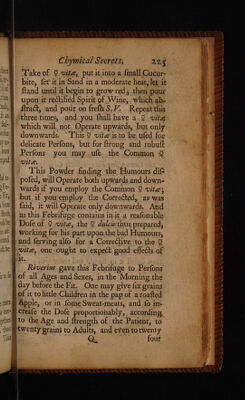 Chymical Secrets, 225
Take of ☿ vitæ, put it into a small Cucur-
bite, set it in Sand in a moderate heat, let it
stand until it begin to grow red; then pour
upon it rectified Spirit of Wine, which ab-
stract, and pour on fresh S.V. Repeat this
three times, and you shall have a ☿ vitæ
which will not Operate upwards, but only
downwards. This ☿ vitæ is to be used for
delicate Persons, but for strong and robust
Persons you may use the Common ☿
vitæ.
This Powder finding the Humours dis-
posed, will Operate both upwards and down-
wards if you employ the Common ☿ vitæ;
but if you employ the Corrected, as was
said, it will Operate only downwards. And
as this Febrifuge contains in it a reasonable
Dose of ☿ vitæ, the ☿ dulcis thus prepared,
working for his part upon the bad Humours,
and serving also for a Corrective to the ☿
vitæ, one ought to expect good effects of
it.
Riverius gave this Febrifuge to Persons
of all Ages and Sexes, in the Morning the
day before the Fit. One may give six grains
of it to little Children in the pap of a roasted
Apple, or in some Sweat-meats, and so in-
crease the Dose proportionably, according
to the Age and strength of the Patient, to
twenty grains to Adults, and even to twenty
Q four